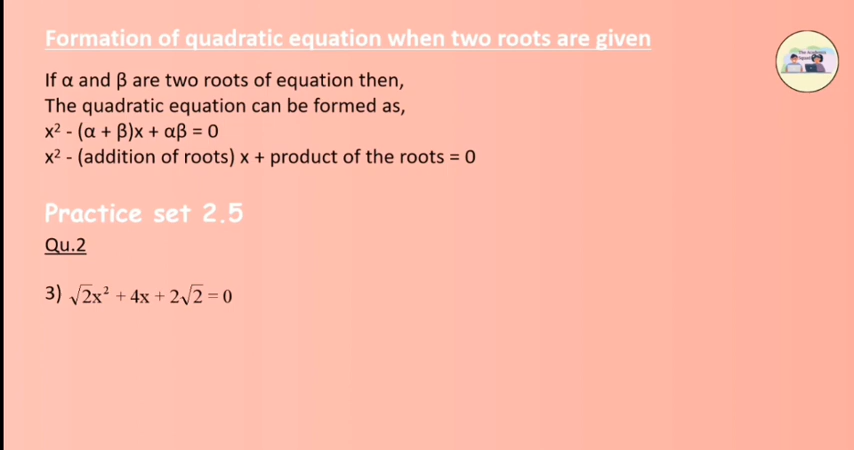 Formation of quadratic equation when two roots are given
If α and β are two roots of equation then,
The quadratic equation can be formed as,
x² - (α + β)x + αβ = 0
x² - (addition of roots) x + product of the roots = 0
Practice set 2.5
Qu.2
3) √2x² + 4x + 2√2 = 0